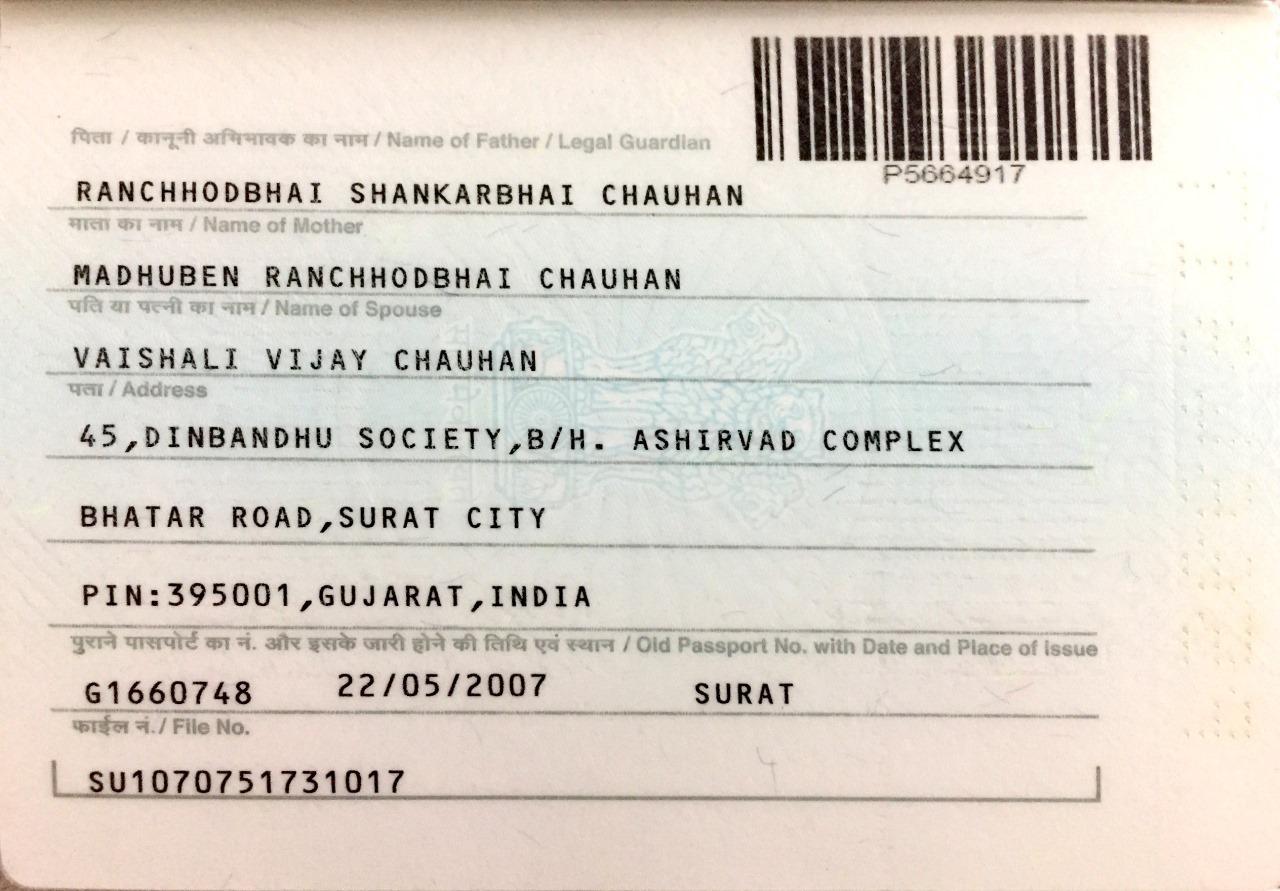 P5664917
पिता / कानूनी अभिभावक का नाम / Name of Father / Legal Guardian
RANCHHODBHAI SHANKARBHAI CHAUHAN
माता का नाम / Name of Mother
MADHUBEN RANCHHODBHAI CHAUHAN
पति या पत्नी का नाम / Name of Spouse
VAISHALI VIJAY CHAUHAN
पता / Address
45,DINBANDHU SOCIETY,B/H. ASHIRVAD COMPLEX
BHATAR ROAD,SURAT CITY
PIN:395001,GUJARAT,INDIA
पुराने पासपोर्ट का नं. और इसके जारी होने की तिथि एवं स्थान / Old Passport No. with Date and Place of Issue
G1660748 22/05/2007 SURAT
फाईल नं./ File No.
SU1070751731017